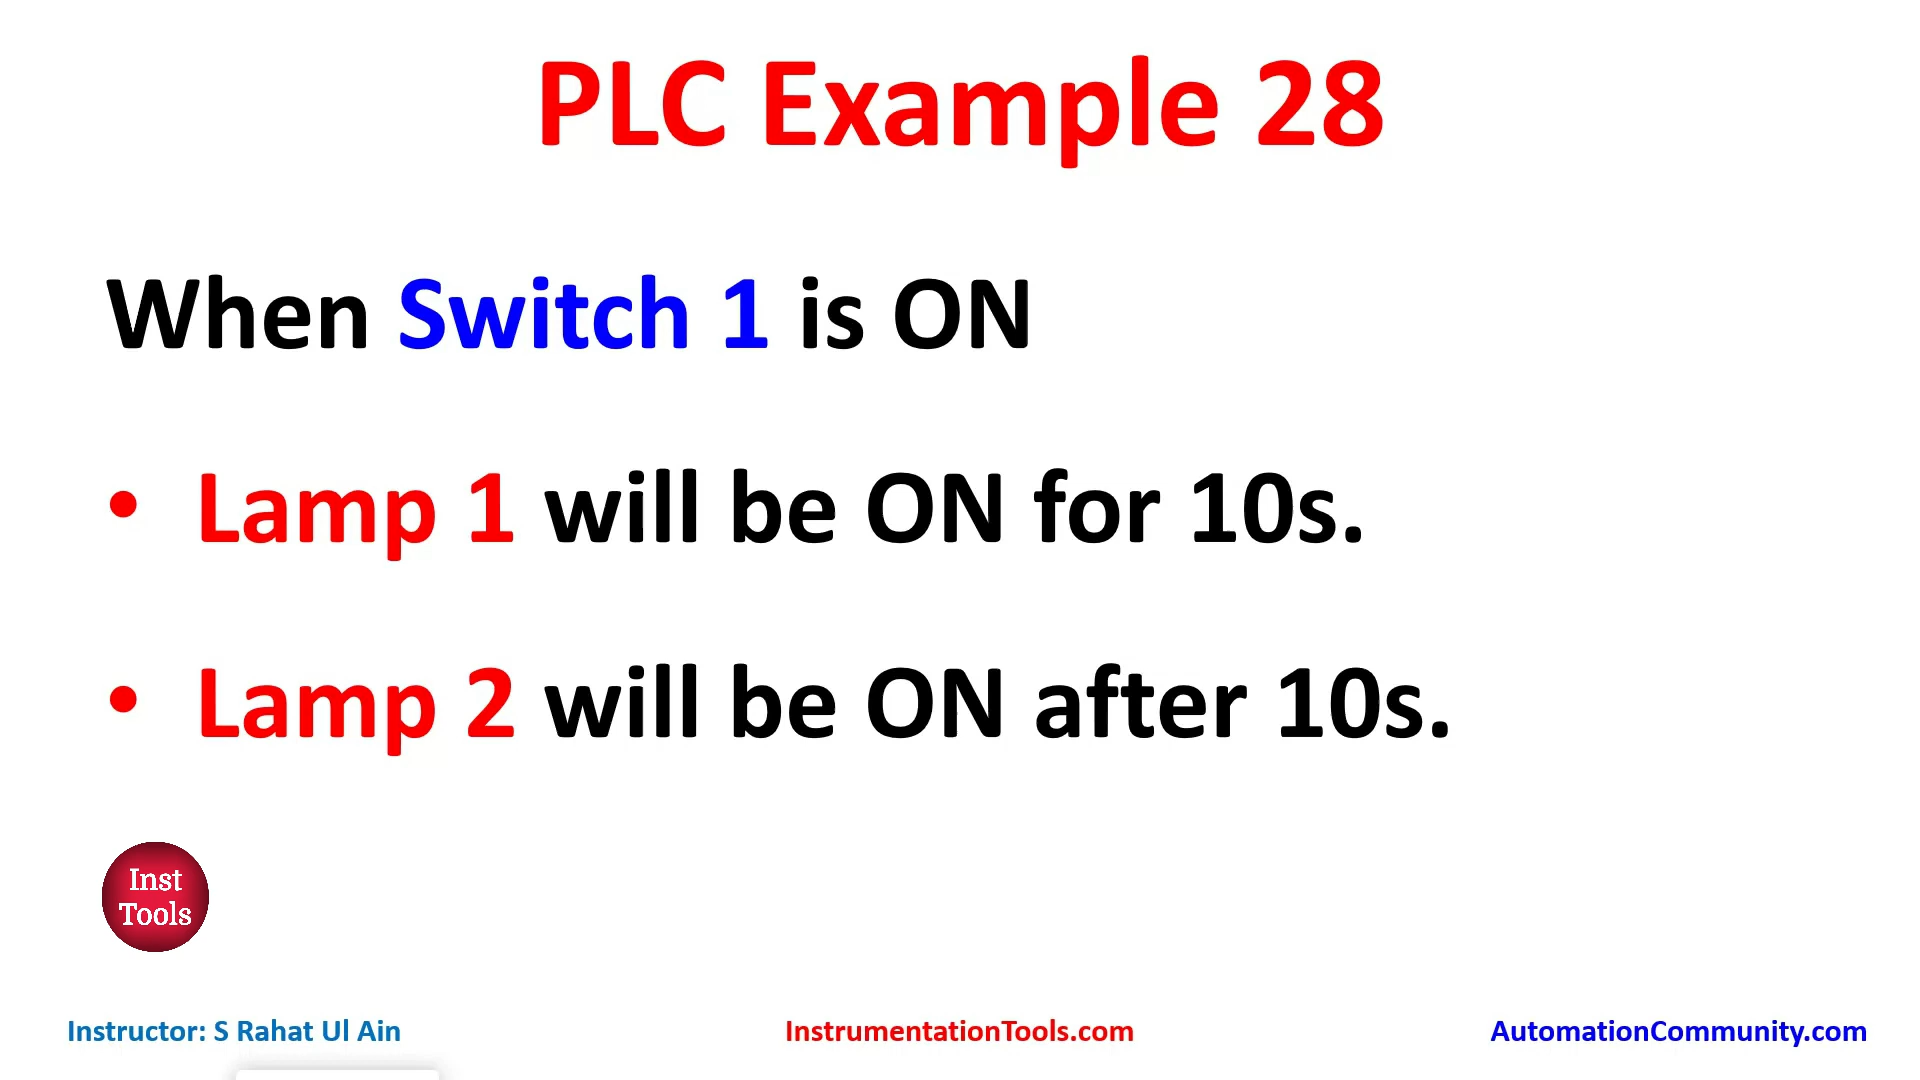 PLC Example 28
When Switch 1 is ON
• Lamp 1 will be ON for 10s.
• Lamp 2 will be ON after 10s.
Inst
Tools
Instructor: S Rahat Ul Ain
InstrumentationTools.com
AutomationCommunity.com